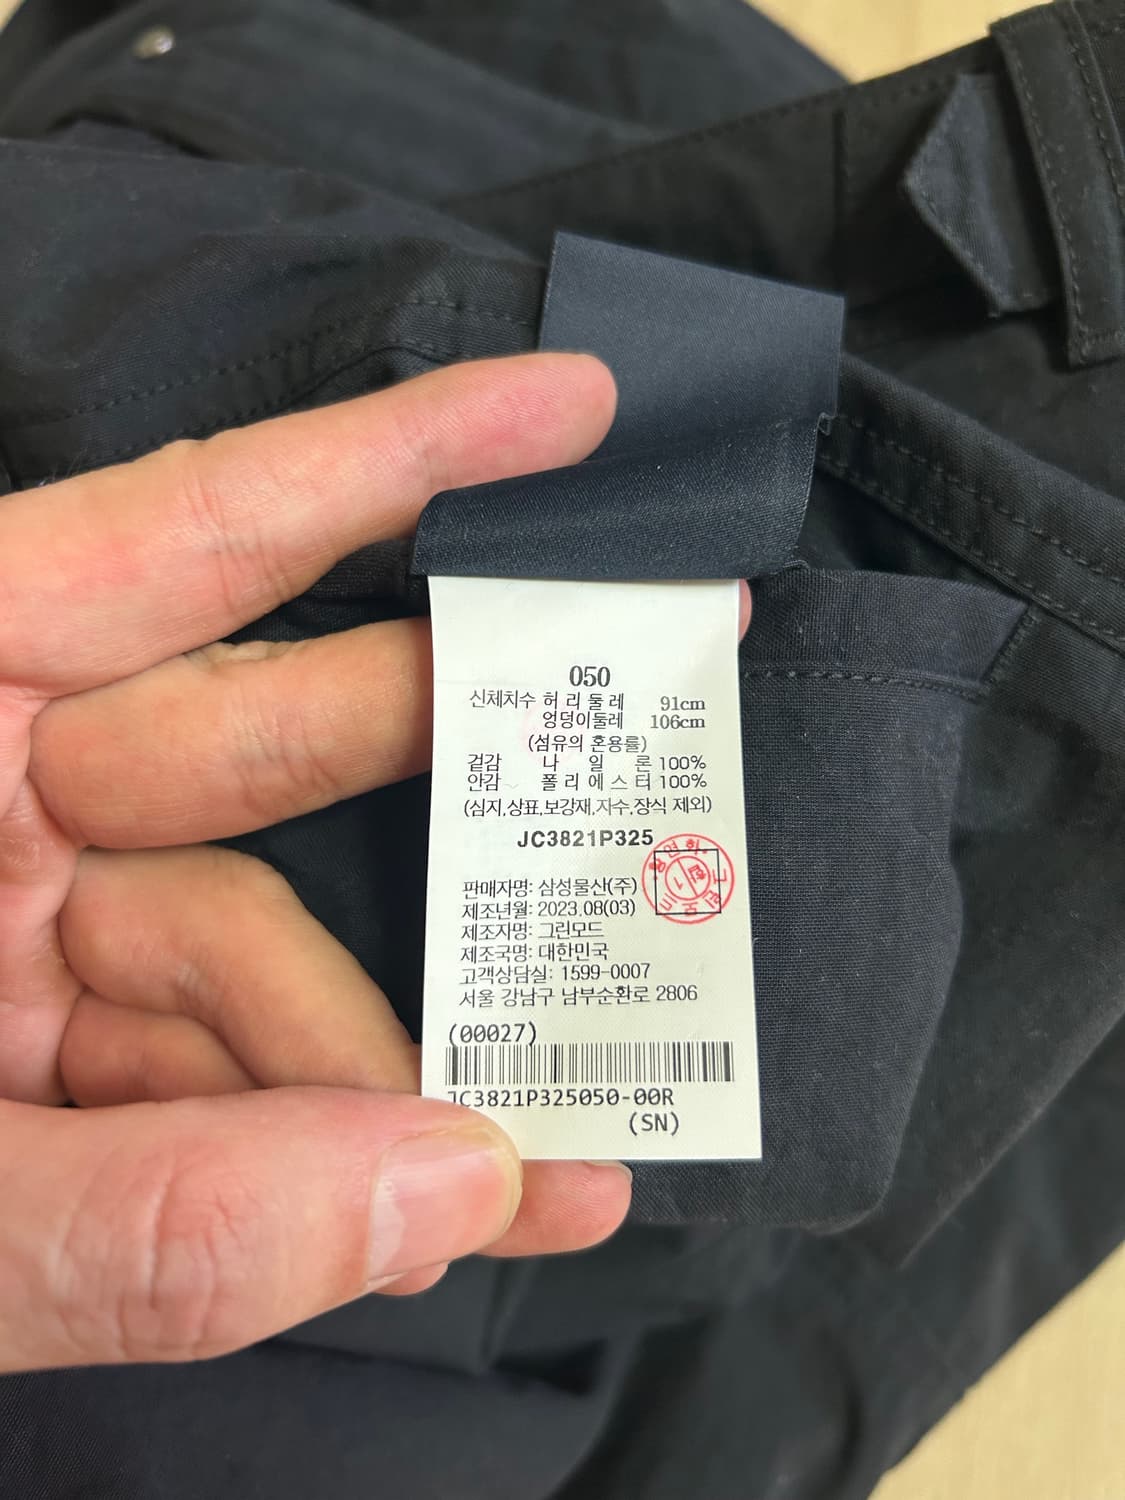 050
신체치수 허리둘레 91cm
엉덩이둘레 106cm
(섬유의 혼용률)
겉감 나일론 100%
안감 폴리에스터 100%
(심지,상표,보강재,자수,장식 제외)
JC3821P325
판매자명: 삼성물산(주)
제조년월: 2023.08(03)
제조자명: 그린모드
제조국명: 대한민국
고객상담실: 1599-0007
서울 강남구 남부순환로 2806
(00027)
JC3821P325050-00R
(SN)